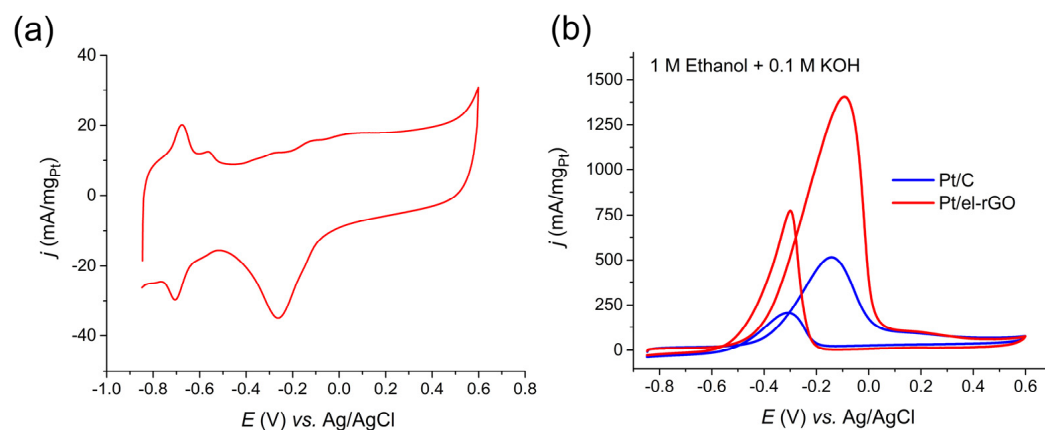 (a)
40
20
0
-20
-40
j (mA/mgPt)
-1.0 -0.8 -0.6 -0.4 -0.2 0.0 0.2 0.4 0.6 0.8
E (V) vs. Ag/AgCl
(b)
1 M Ethanol + 0.1 M KOH
1500
1250
1000
750
500
250
0
j (mA/mgPt)
Pt/C
Pt/el-rGO
-0.8 -0.6 -0.4 -0.2 0.0 0.2 0.4 0.6
E (V) vs. Ag/AgCl